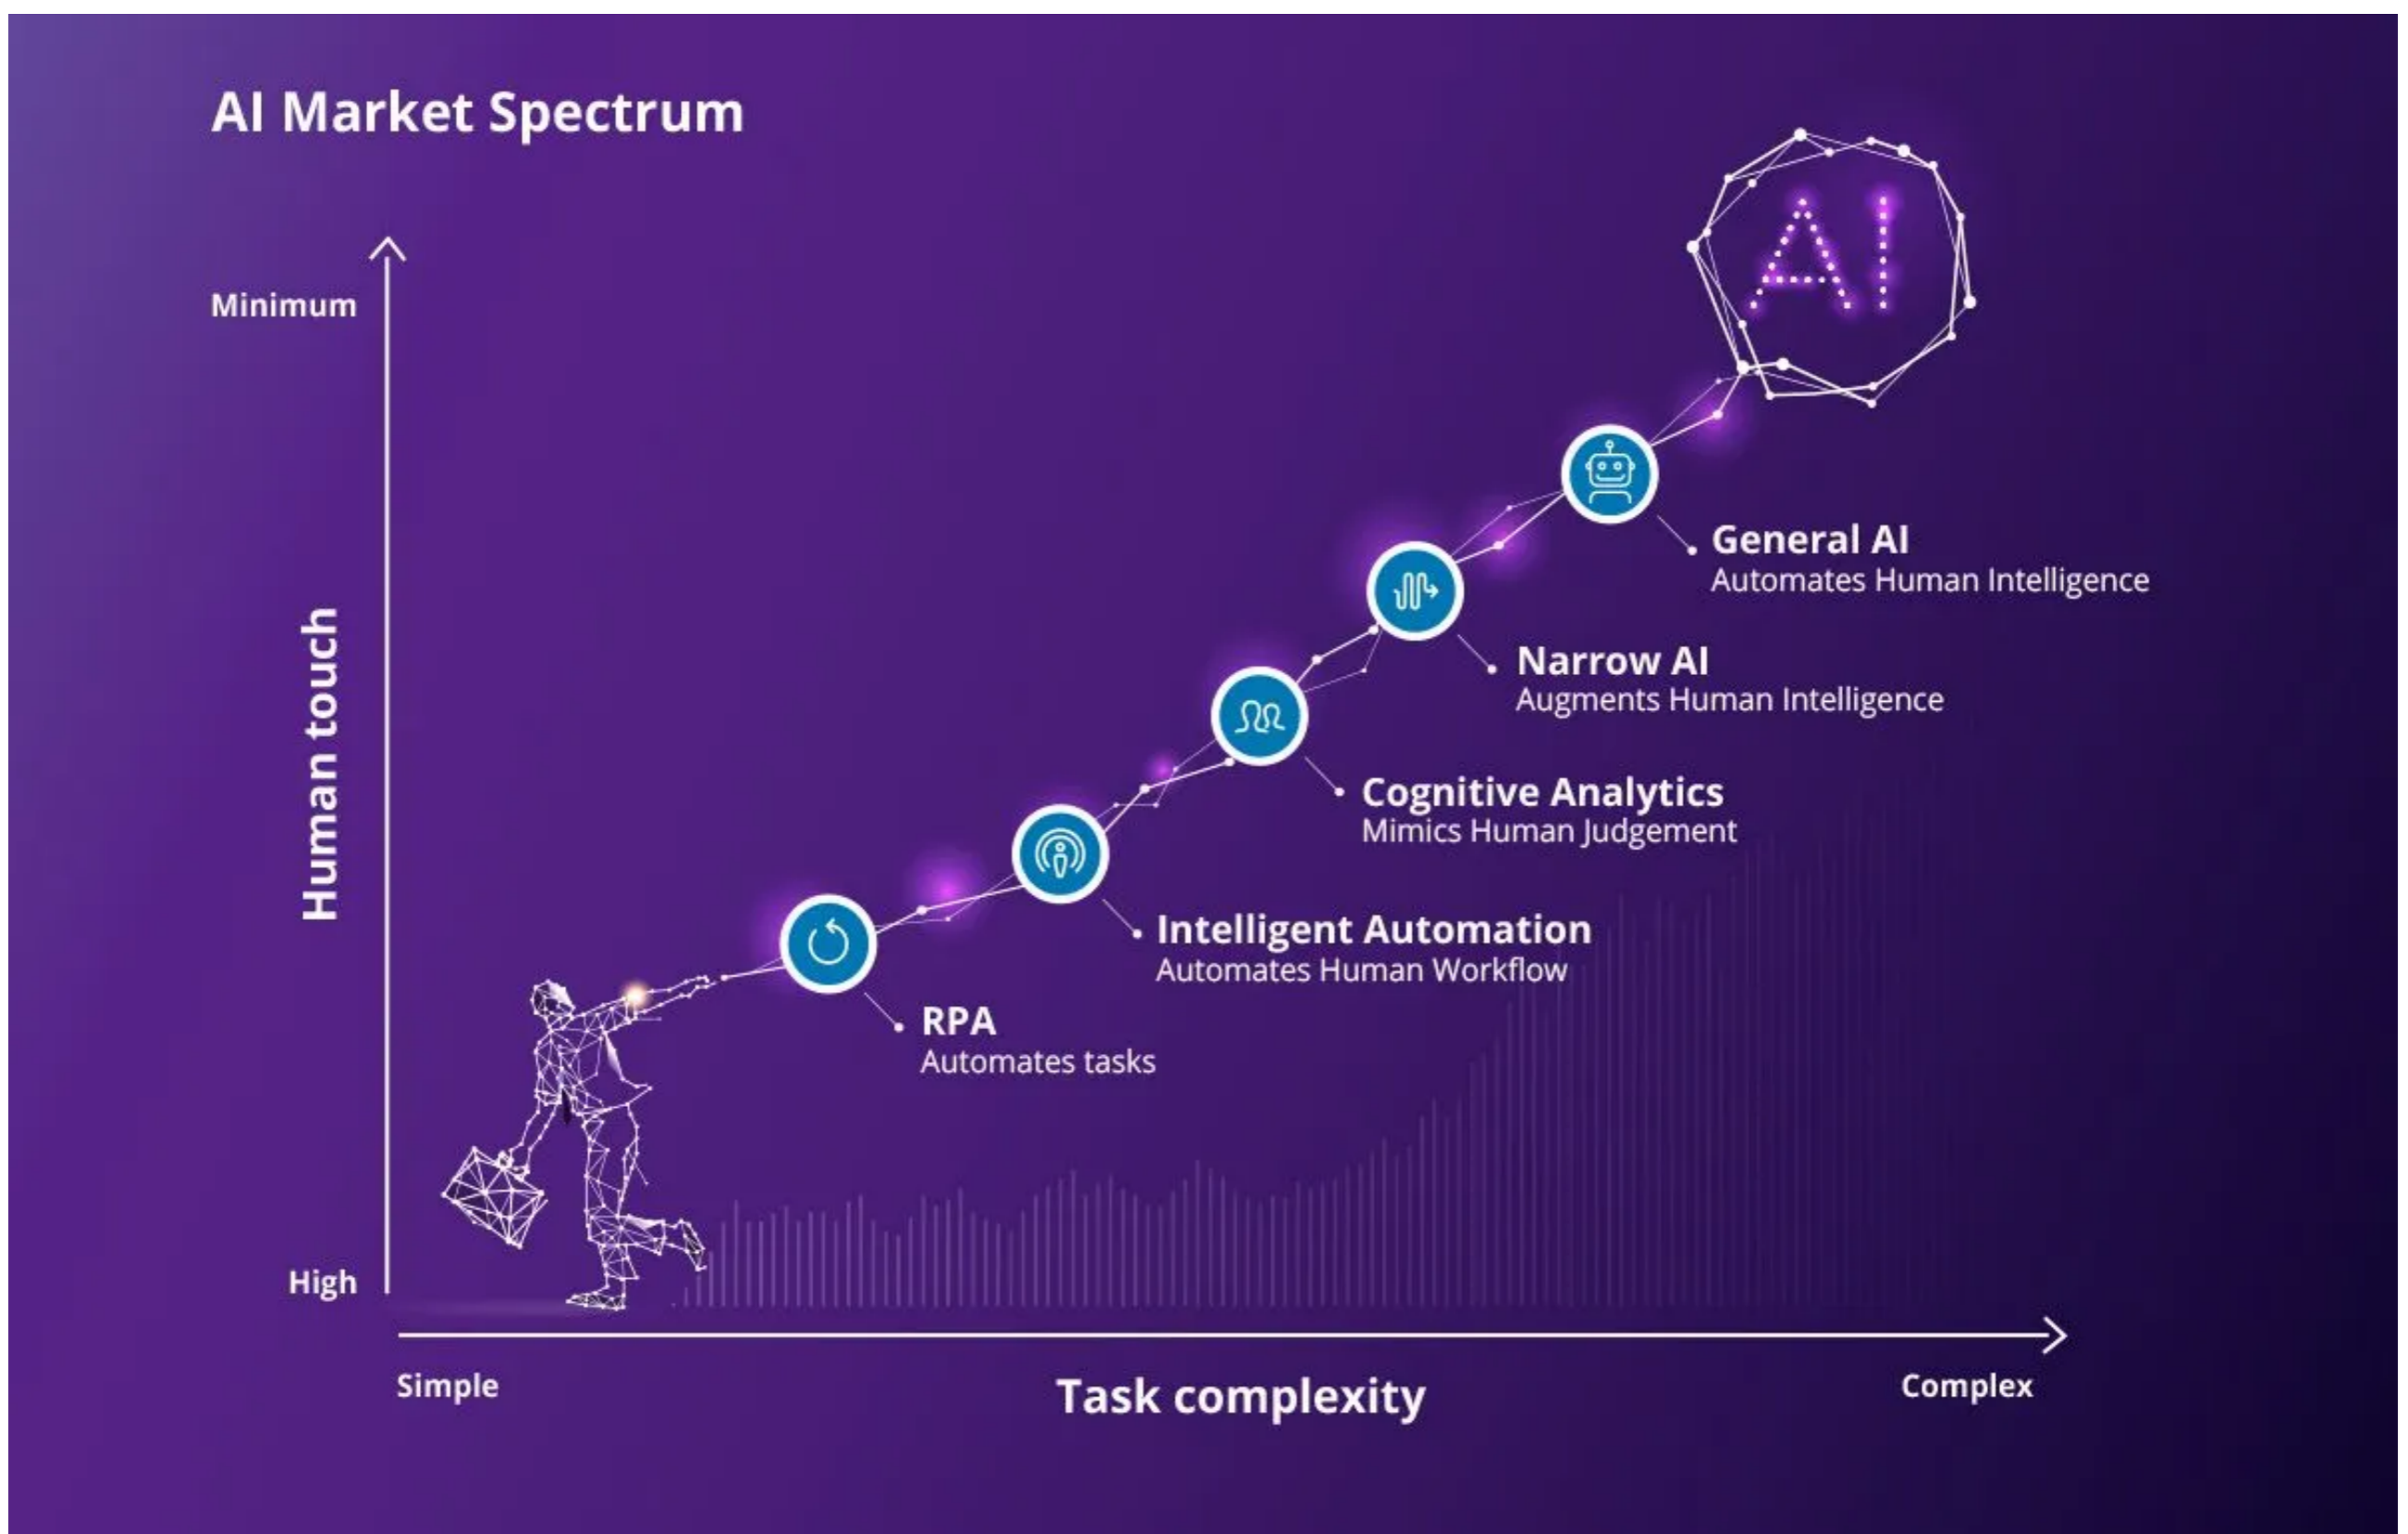 AI Market Spectrum
AI
Minimum
General AI
Automates Human Intelligence
Human touch
Narrow AI
Augments Human Intelligence
Cognitive Analytics
Mimics Human Judgement
Intelligent Automation
Automates Human Workflow
RPA
Automates tasks
High
Simple
Task complexity
Complex